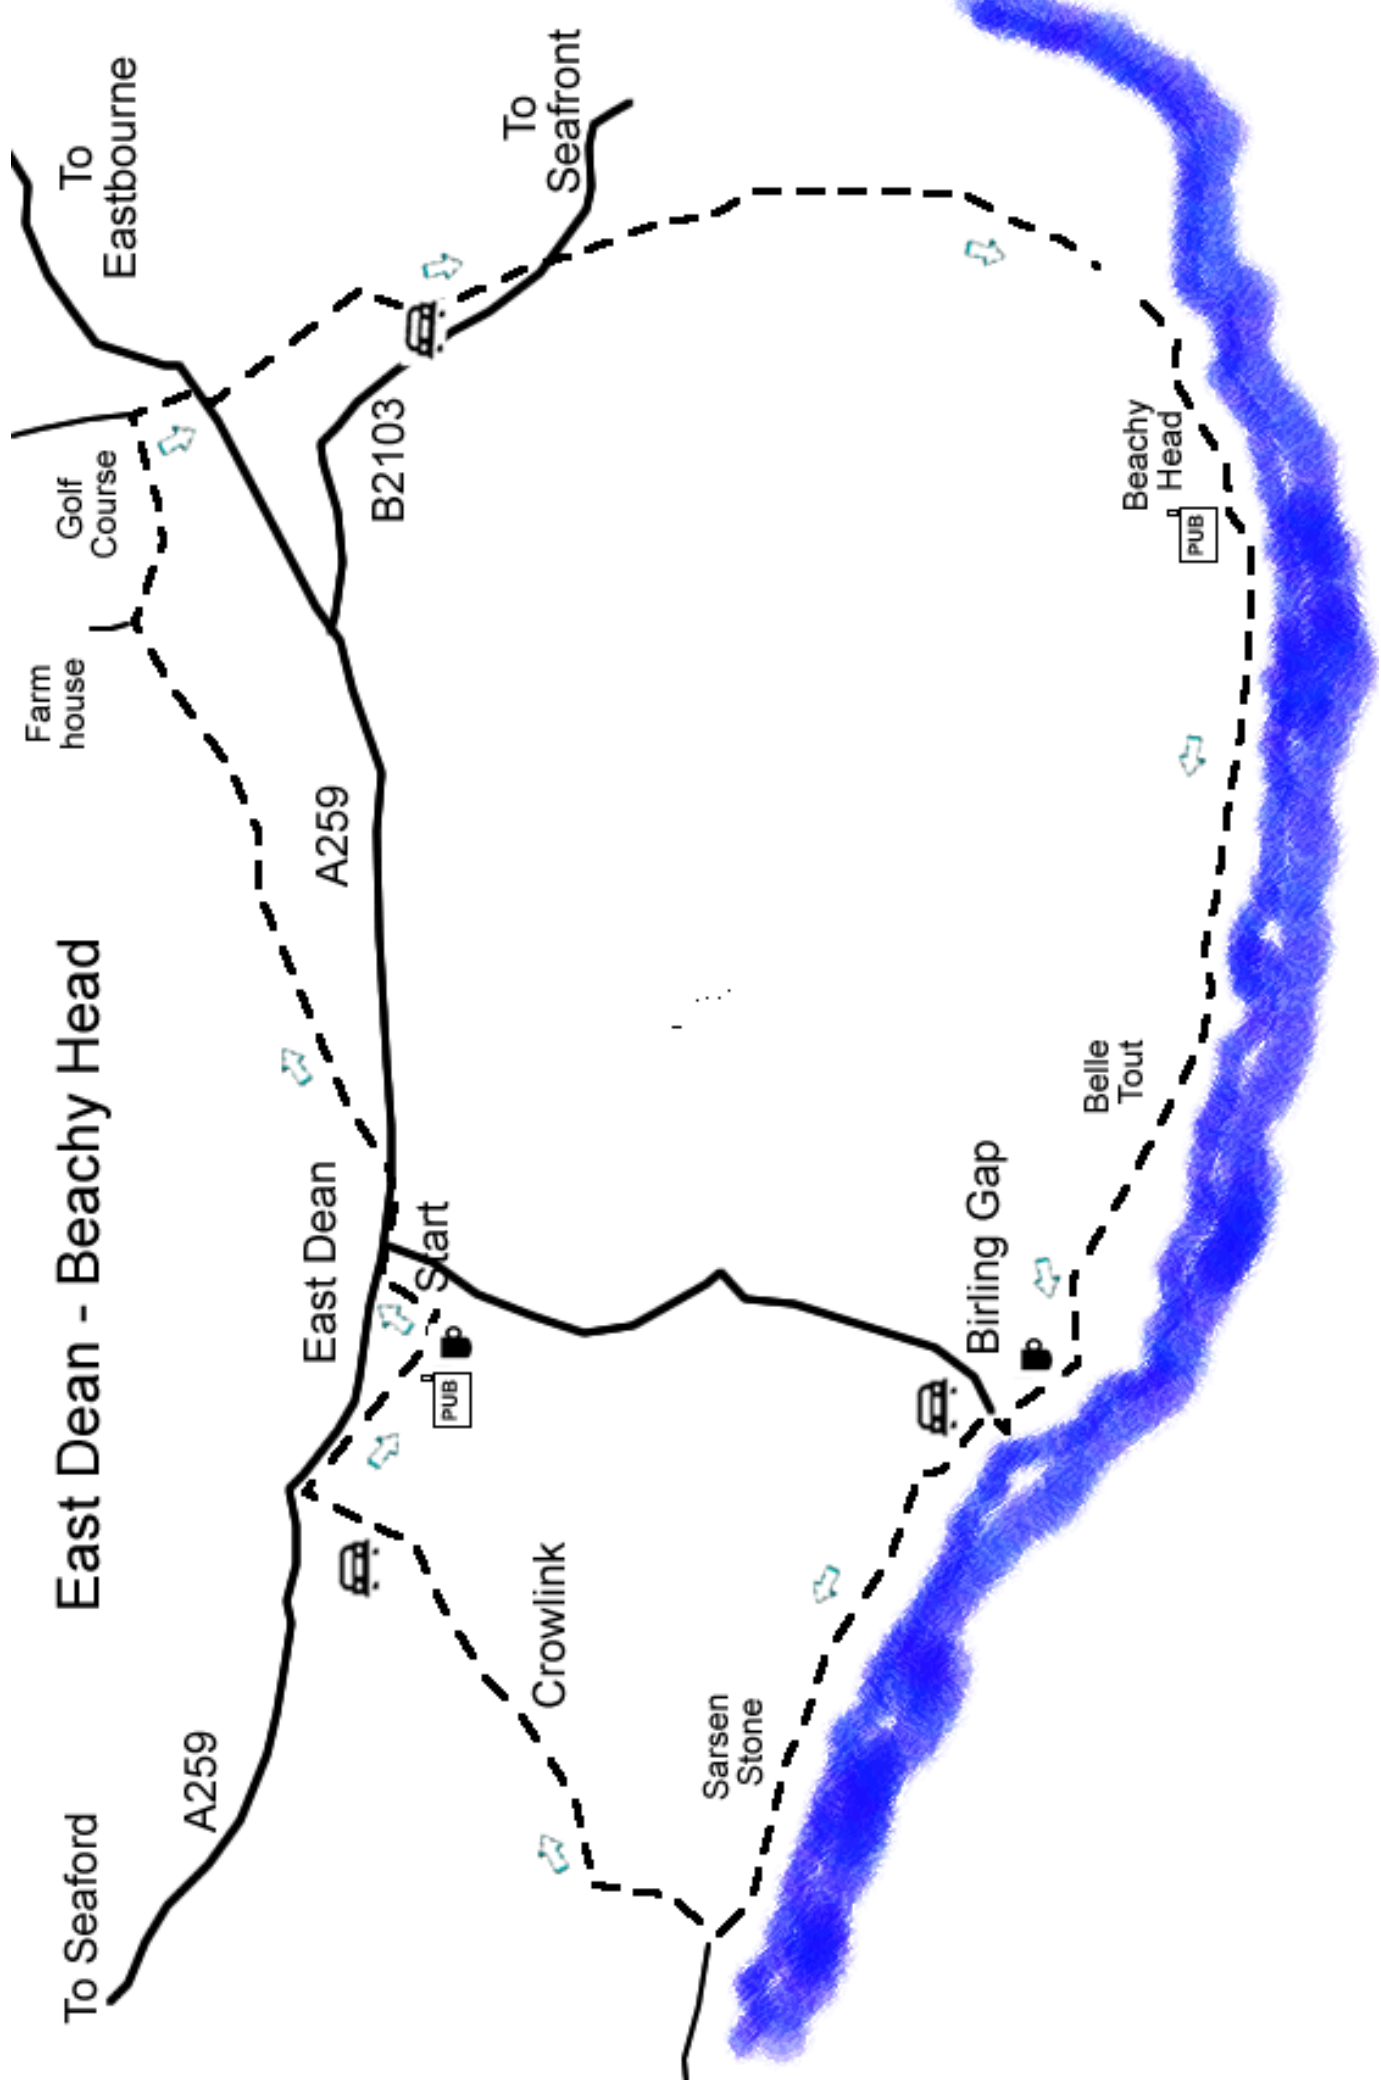 East Dean - Beachy Head
To Seaford
A259
East Dean
Start
PUB
Crowlink
Sarsen
Stone
Birling Gap
Belle
Tout
A259
Farm
house
Golf
Course
To
Eastbourne
B2103
To
Seafront
Beachy
Head
PUB